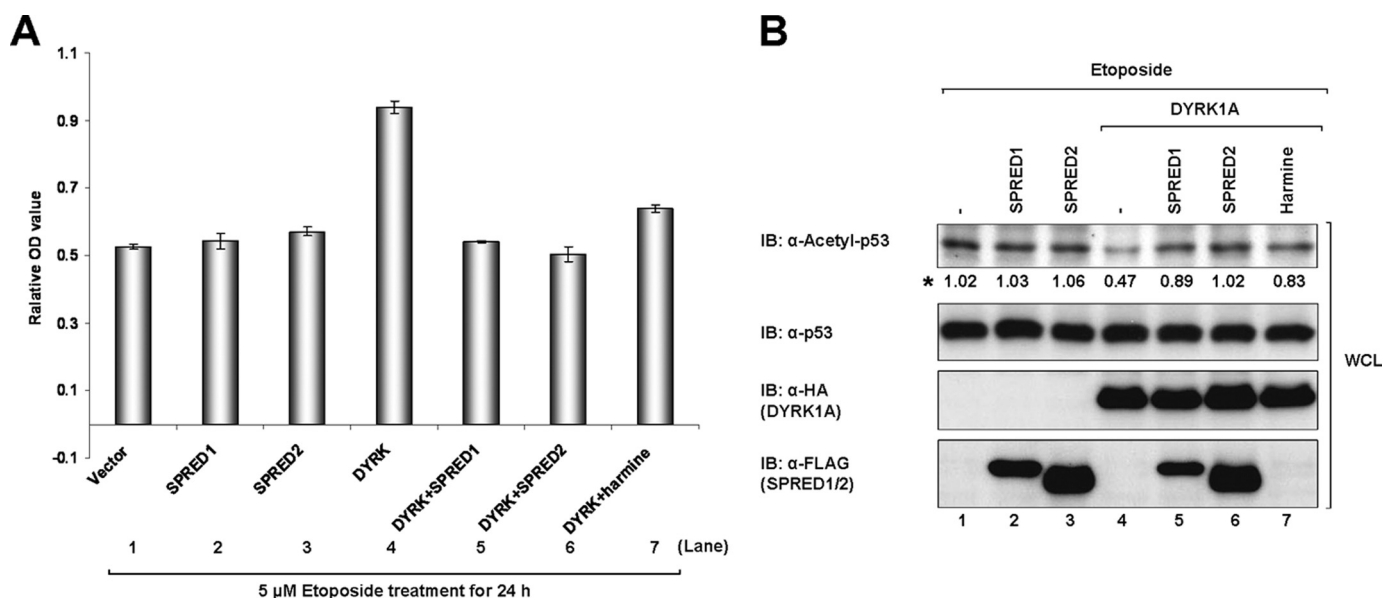 A
Ralative OD value
1.1
0.9
0.7
0.5
0.3
0.1
-0.1
Vector
SPRED1
SPRED2
DYRK
DYRK+SPRED1
DYRK+SPRED2
DYRK+harmine
1 2 3 4 5 6 7 (Lane)
5 µM Etoposide treatment for 24 h
B
Etoposide
DYRK1A
- SPRED1 SPRED2 - SPRED1 SPRED2 Harmine
IB: α-Acetyl-p53
* 1.02 1.03 1.06 0.47 0.89 1.02 0.83
IB: α-p53
IB: α-HA
(DYRK1A)
IB: α-FLAG
(SPRED1/2)
1 2 3 4 5 6 7
WCL